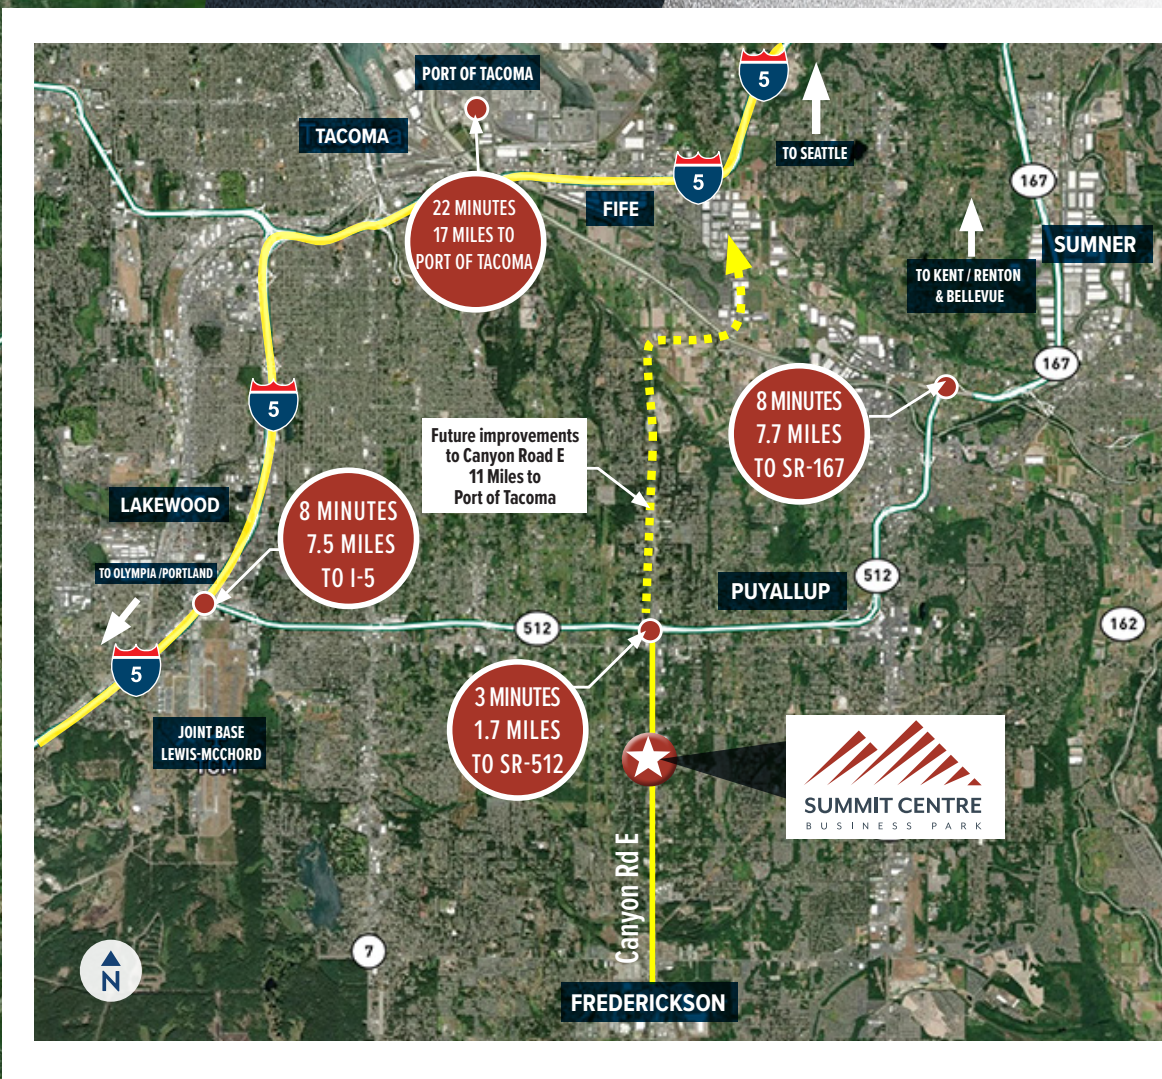 PORT OF TACOMA
5
TACOMA
TO SEATTLE
167
5
FIFE
22 MINUTES
17 MILES TO
PORT OF TACOMA
SUMNER
TO KENT / RENTON
& BELLEVUE
167
5
8 MINUTES
7.7 MILES
TO SR-167
Future improvements
to Canyon Road E
11 Miles to
Port of Tacoma
LAKEWOOD
8 MINUTES
7.5 MILES
TO I-5
TO OLYMPIA /PORTLAND
512
PUYALLUP
512
162
5
3 MINUTES
1.7 MILES
TO SR-512
JOINT BASE
LEWIS-MCCHORD
SUMMIT CENTRE
BUSINESS PARK
Canyon Rd E
7
N
FREDERICKSON